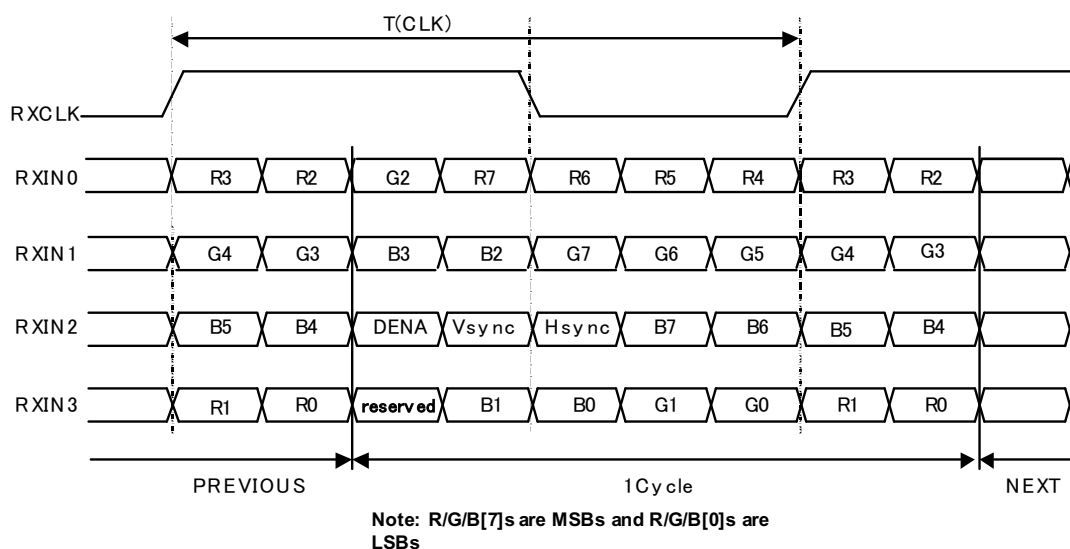 T(CLK)
RXCLK
RXIN0 R3 R2 G2 R7 R6 R5 R4 R3 R2
RXIN1 G4 G3 B3 B2 G7 G6 G5 G4 G3
RXIN2 B5 B4 DENA Vsync Hsync B7 B6 B5 B4
RXIN3 R1 R0 reserved B1 B0 G1 G0 R1 R0
PREVIOUS 1Cycle NEXT
Note: R/G/B[7]s are MSBs and R/G/B[0]s are
LSBs